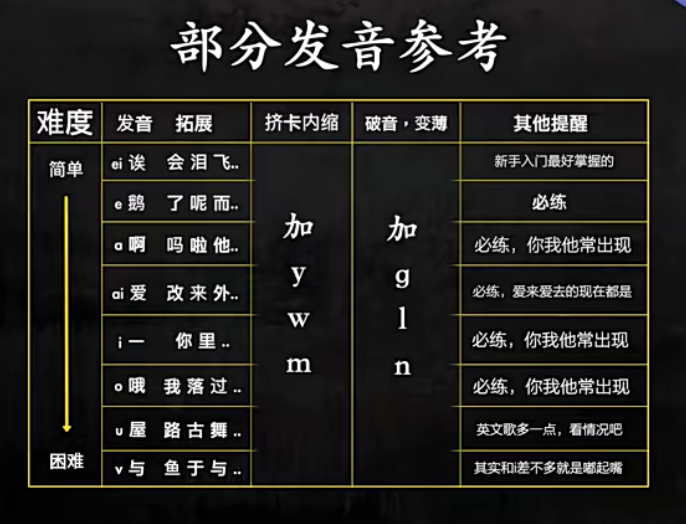 部分发音参考
难度 发音 拓展 挤卡内缩 破音，变薄 其他提醒
简单 ei 诶 会 泪 飞.. 新手入门最好掌握的
e 鹅 了 呢 而.. 必练
a 啊 吗 啦 他.. 必练，你我他常出现
ai 爱 改 来 外.. 必练，爱来爱去的现在都是
i 一 你 里 .. 必练，你我他常出现
o 哦 我 落 过 .. 必练，你我他常出现
u 屋 路 古 舞 .. 英文歌多一点，看情况吧
困难 v 与 鱼 于 与 .. 其实和i差不多就是嘟起嘴
加
y
w
m
加
g
l
n